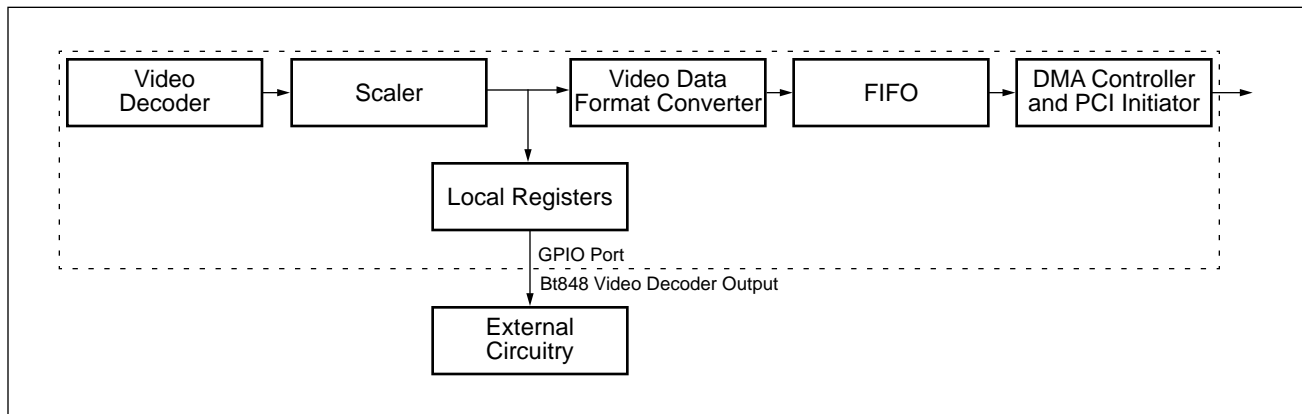 Video
Decoder
Scaler
Video Data
Format Converter
FIFO
DMA Controller
and PCI Initiator
Local Registers
GPIO Port
Bt848 Video Decoder Output
External
Circuitry